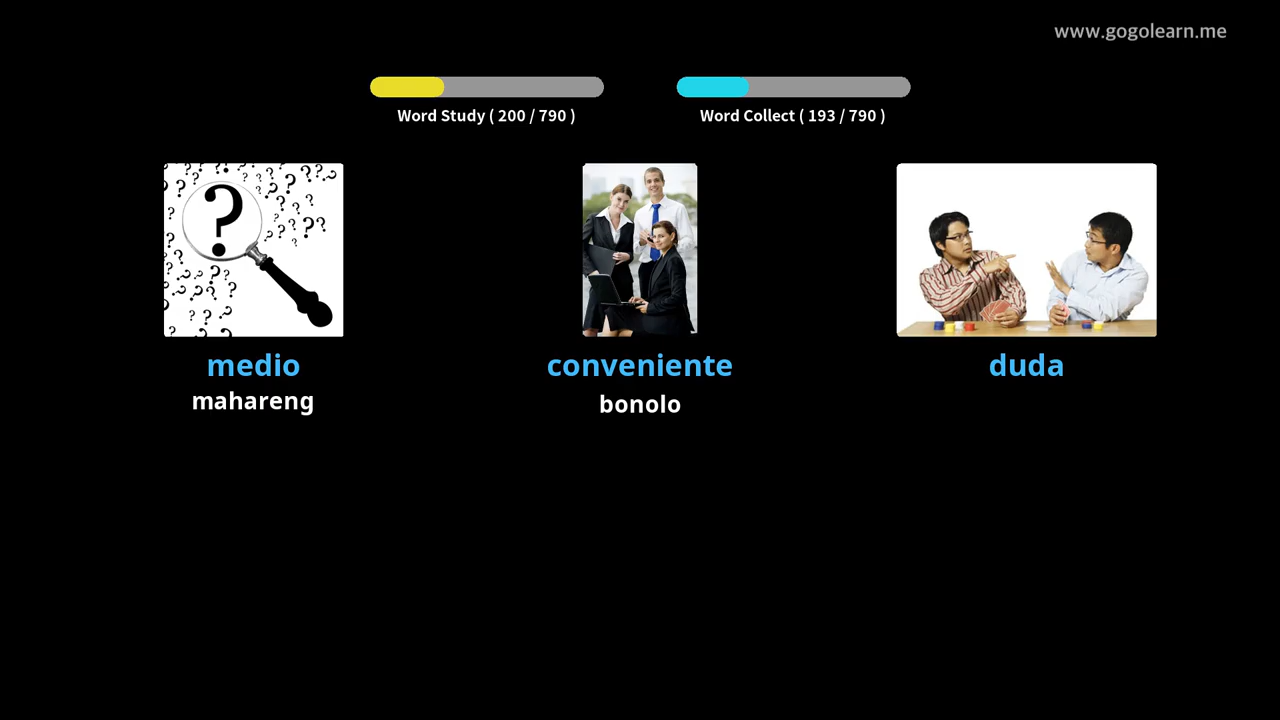 www.gogolearn.me
Word Study ( 200 / 790 )
Word Collect ( 193 / 790 )
medio
mahareng
conveniente
bonolo
duda